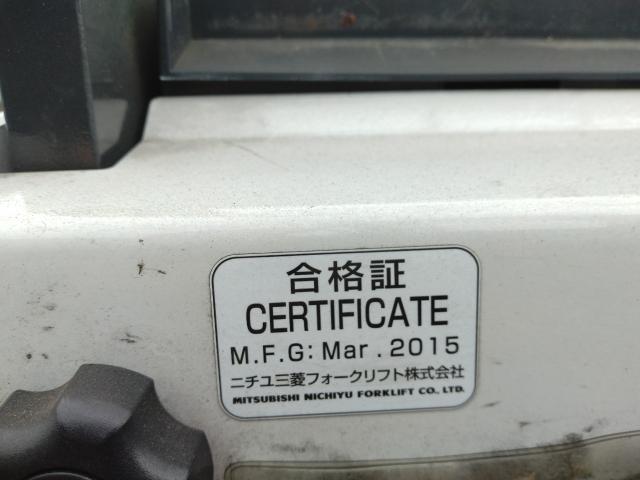 合格証
CERTIFICATE
M.F.G: Mar. 2015
ニチユ三菱フォークリフト株式会社
MITSUBISHI NICHIYU FORKLIFT CO., LTD.